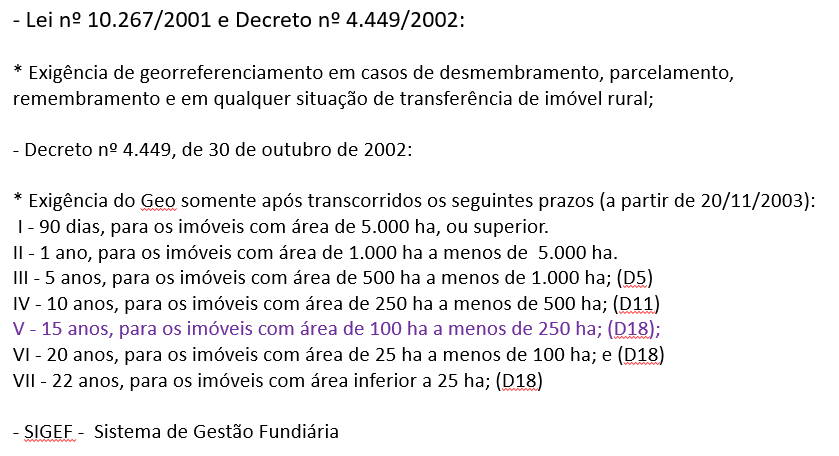 - Lei nº 10.267/2001 e Decreto nº 4.449/2002:
* Exigência de georreferenciamento em casos de desmembramento, parcelamento,
remembramento e em qualquer situação de transferência de imóvel rural;
- Decreto nº 4.449, de 30 de outubro de 2002:
* Exigência do Geo somente após transcorridos os seguintes prazos (a partir de 20/11/2003):
I - 90 dias, para os imóveis com área de 5.000 ha, ou superior.
II - 1 ano, para os imóveis com área de 1.000 ha a menos de 5.000 ha.
III - 5 anos, para os imóveis com área de 500 ha a menos de 1.000 ha; (D5)
IV - 10 anos, para os imóveis com área de 250 ha a menos de 500 ha; (D11)
V - 15 anos, para os imóveis com área de 100 ha a menos de 250 ha; (D18);
VI - 20 anos, para os imóveis com área de 25 ha a menos de 100 ha; e (D18)
VII - 22 anos, para os imóveis com área inferior a 25 ha; (D18)
- SIGEF - Sistema de Gestão Fundiária